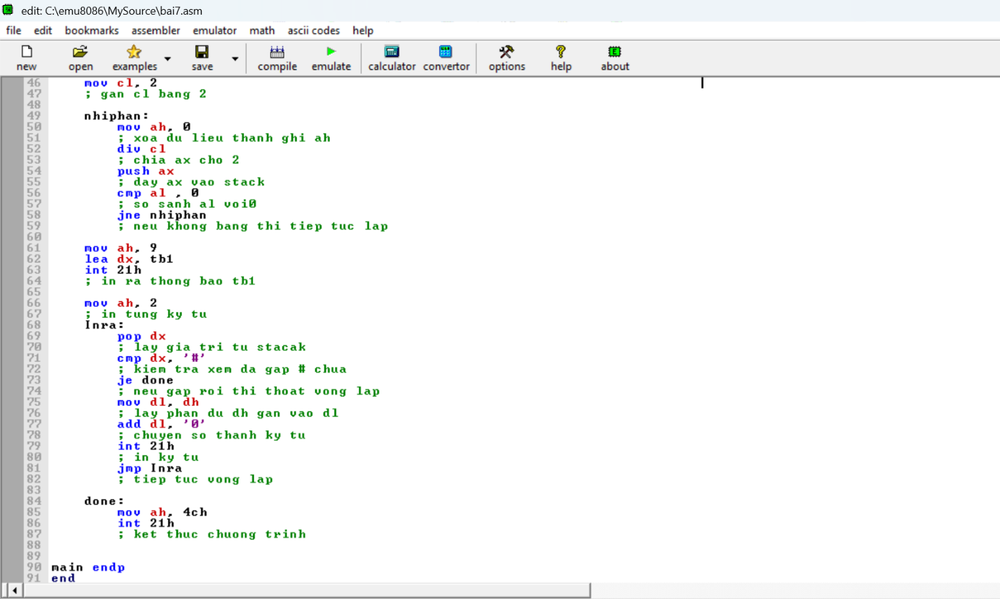 edit: C:\emu8086\MySource\bai7.asm
file edit bookmarks assembler emulator math ascii codes help
new open examples save compile emulate calculator convertor options help about
46 mov cl, 2
47 ; gan cl bang 2
48
49 nhiphan:
50 mov ah, 0
51 ; xoa du lieu thanh ghi ah
52 div cl
53 ; chia ax cho 2
54 push ax
55 ; day ax vao stack
56 cmp al , 0
57 ; so sanh al voi0
58 jne nhiphan
59 ; neu khong bang thi tiep tuc lap
60
61 mov ah, 9
62 lea dx, tb1
63 int 21h
64 ; in ra thong bao tb1
65
66 mov ah, 2
67 ; in tung ky tu
68 Inra:
69 pop dx
70 ; lay gia tri tu stacak
71 cmp dx, '#'
72 ; kiem tra xem da gap # chua
73 je done
74 ; neu gap roi thi thoat vong lap
75 mov dl, dh
76 ; lay phan du dh gan vao dl
77 add dl, '0'
78 ; chuyen so thanh ky tu
79 int 21h
80 ; in ky tu
81 jmp Inra
82 ; tiep tuc vong lap
83
84 done:
85 mov ah, 4ch
86 int 21h
87 ; ket thuc chuong trinh
88
89
90 main endp
91 end